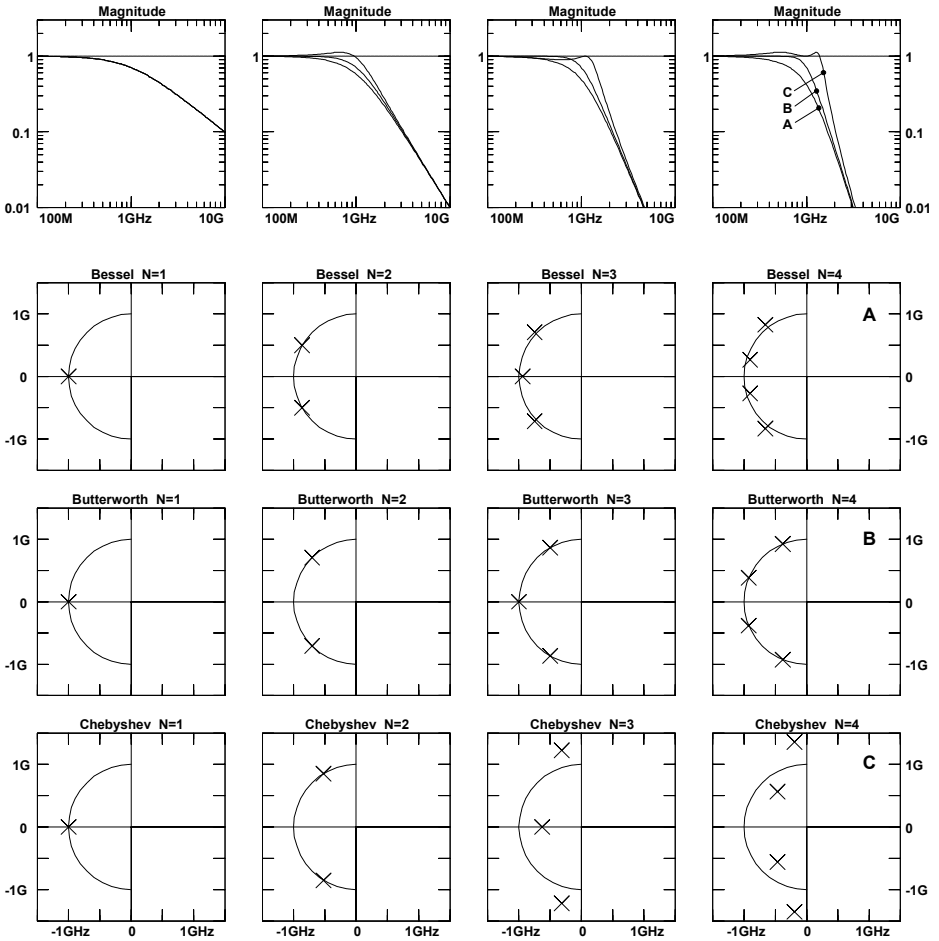 Magnitude Magnitude Magnitude Magnitude
1 1
C
B
0.1 A 0.1
0.01 0.01
100M 1GHz 10G 100M 1GHz 10G 100M 1GHz 10G 100M 1GHz 10G
Bessel N=1 Bessel N=2 Bessel N=3 Bessel N=4
1G A 1G
0 0
-1G -1G
Butterworth N=1 Butterworth N=2 Butterworth N=3 Butterworth N=4
1G B 1G
0 0
-1G -1G
Chebyshev N=1 Chebyshev N=2 Chebyshev N=3 Chebyshev N=4
1G C 1G
0 0
-1G -1G
-1GHz 0 1GHz -1GHz 0 1GHz -1GHz 0 1GHz -1GHz 0 1GHz